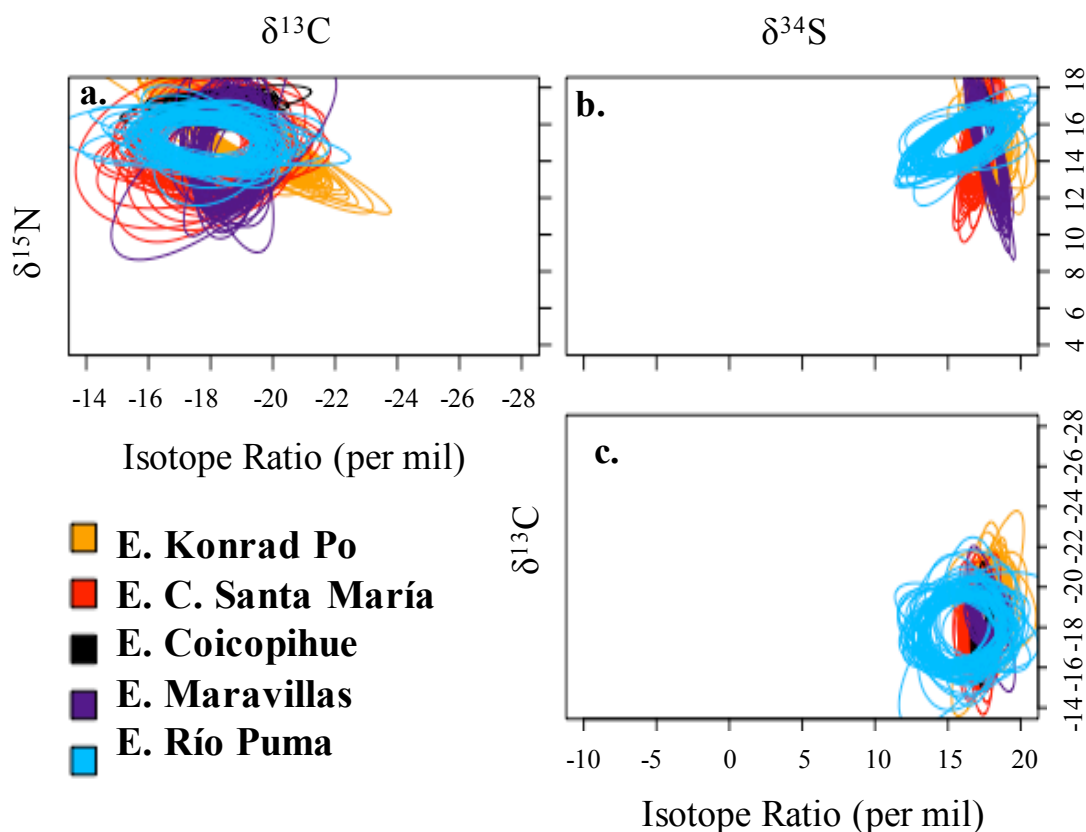 δ¹³C
δ³⁴S
a.
b.
δ¹⁵N
18
16
14
12
10
8
6
4
-14 -16 -18 -20 -22 -24 -26 -28
Isotope Ratio (per mil)
c.
δ¹³C
-28
-26
-24
-22
-20
-18
-16
-14
E. Konrad Po
E. C. Santa María
E. Coicopihue
E. Maravillas
E. Río Puma
-10 -5 0 5 10 15 20
Isotope Ratio (per mil)